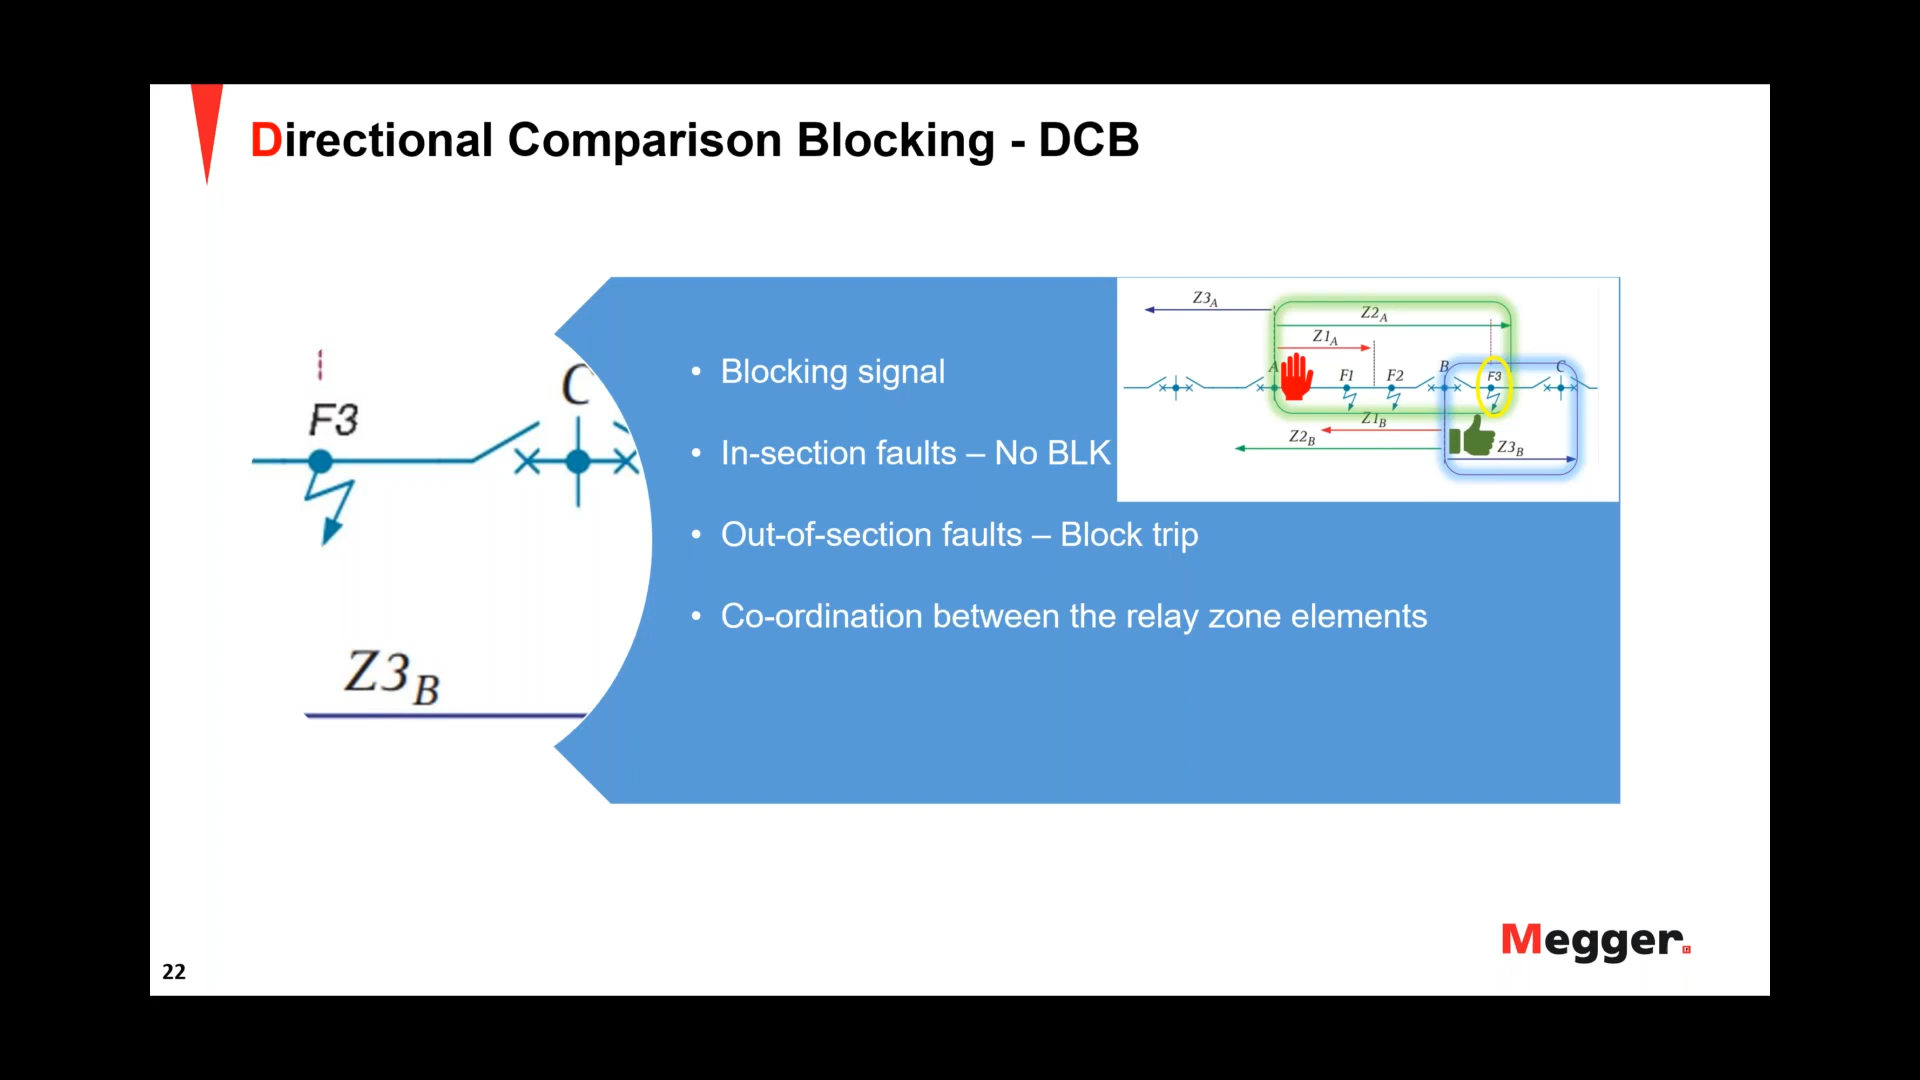 Directional Comparison Blocking - DCB
F3
C
Z3B
• Blocking signal
• In-section faults – No BLK
• Out-of-section faults – Block trip
• Co-ordination between the relay zone elements
Z3A
Z2A
Z1A
A
F1
F2
B
F3
C
Z1B
Z2B
Z3B
Megger
22